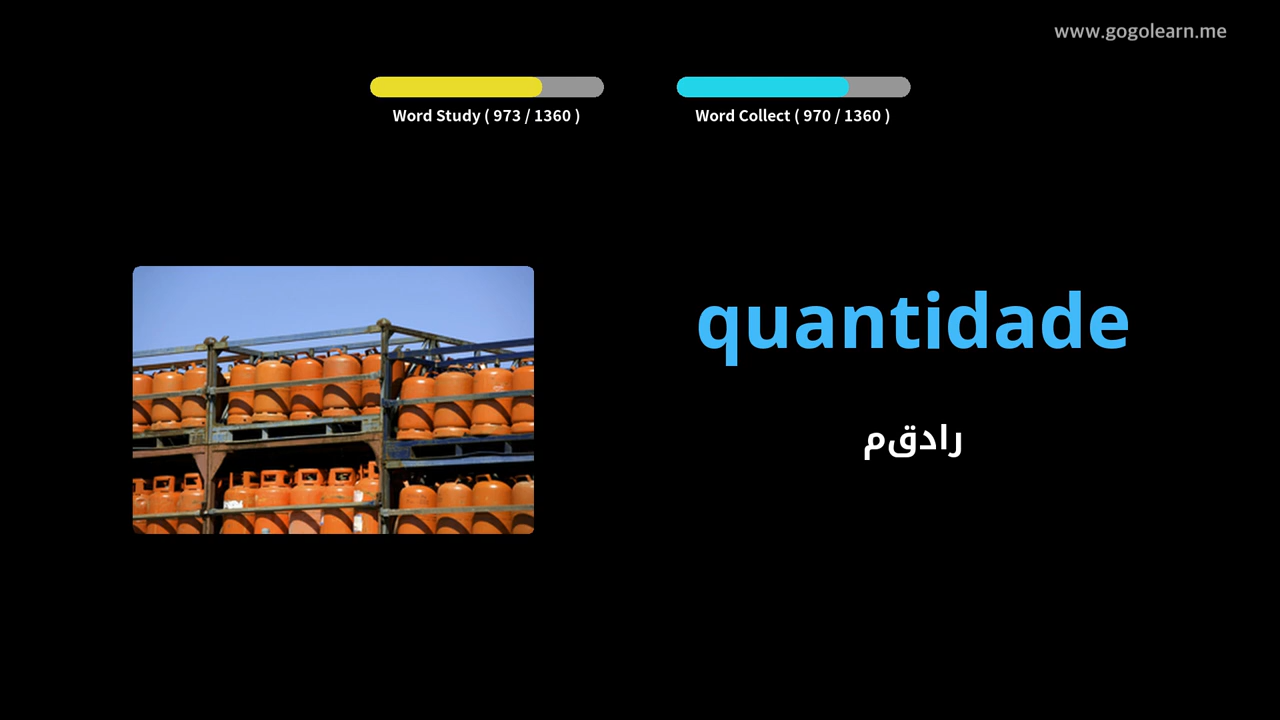 www.gogolearn.me
Word Study ( 973 / 1360 )
Word Collect ( 970 / 1360 )
quantidade
رادقم